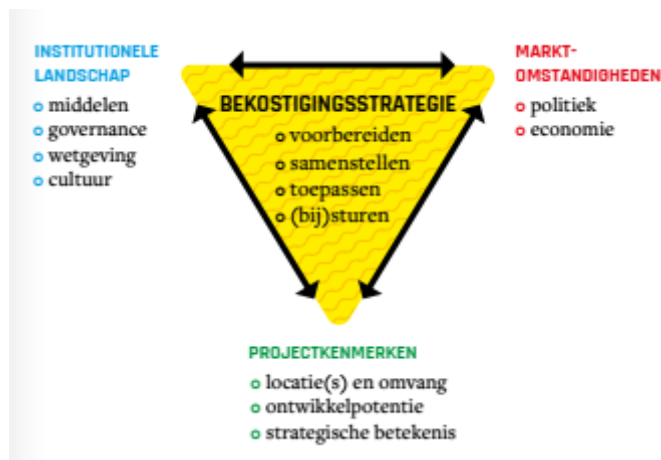 INSTITUTIONELE
LANDSCHAP
middelen
governance
wetgeving
cultuur
MARKT-
OMSTANDIGHEDEN
politiek
economie
BEKOSTIGINGSSTRATEGIE
voorbereiden
samenstellen
toepassen
(bij)sturen
PROJECTKENMERKEN
locatie(s) en omvang
ontwikkelpotentie
strategische betekenis